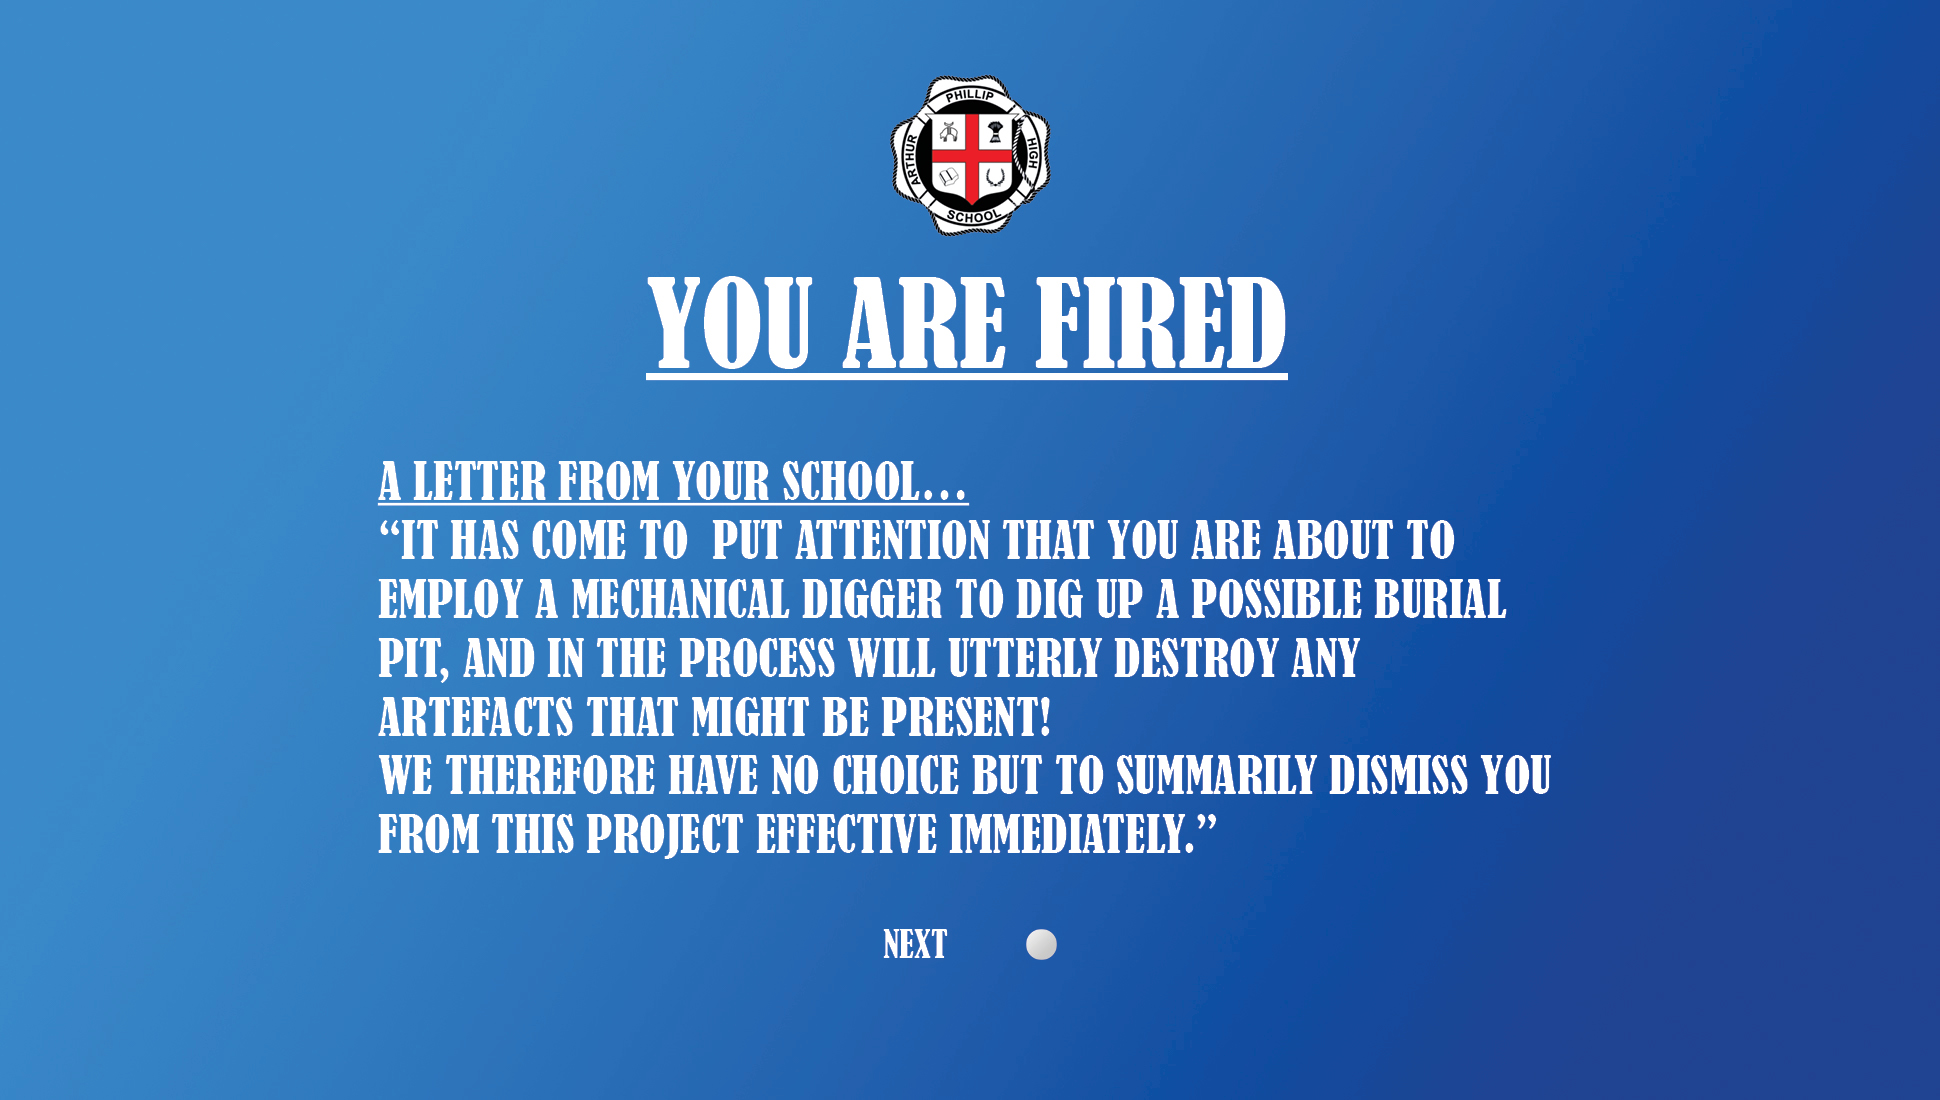 PHILLIP
ARTHUR
HIGH
SCHOOL
YOU ARE FIRED
A LETTER FROM YOUR SCHOOL...
“IT HAS COME TO  PUT ATTENTION THAT YOU ARE ABOUT TO
EMPLOY A MECHANICAL DIGGER TO DIG UP A POSSIBLE BURIAL
PIT, AND IN THE PROCESS WILL UTTERLY DESTROY ANY
ARTEFACTS THAT MIGHT BE PRESENT!
WE THEREFORE HAVE NO CHOICE BUT TO SUMMARILY DISMISS YOU
FROM THIS PROJECT EFFECTIVE IMMEDIATELY.”
NEXT